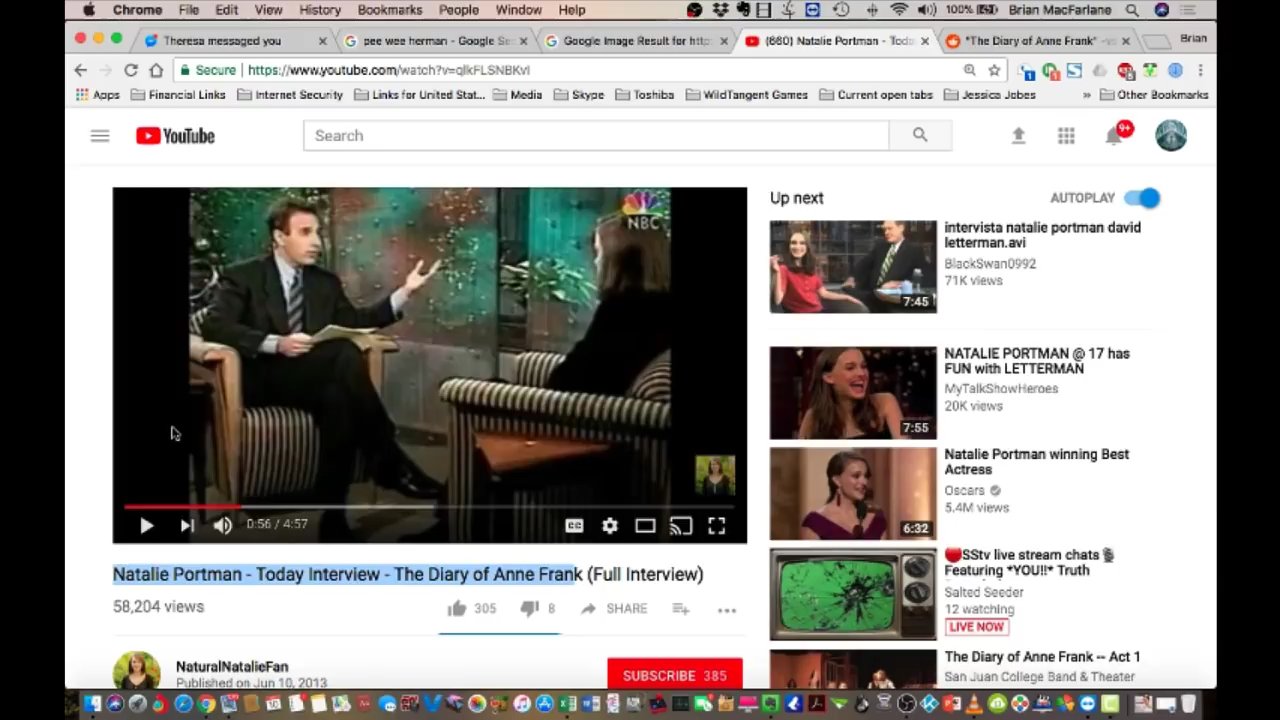 Chrome File Edit View History Bookmarks People Window Help 100% Brian MacFarlane
Theresa messaged you
pee wee herman - Google Se
Google Image Result for http:
(660) Natalie Portman - Toda
"The Diary of Anne Frank" -
Brian
Secure https://www.youtube.com/watch?v=qlkFLSNBKvI
Apps Financial Links Internet Security Links for United Stat... Media Skype Toshiba WildTangent Games Current open tabs Jessica Jobes » Other Bookmarks
YouTube
Search
9+
NBC
0:56 / 4:57
CC
Natalie Portman - Today Interview - The Diary of Anne Frank (Full Interview)
58,204 views
305 8 SHARE
NaturalNatalieFan
Published on Jun 10, 2013
SUBSCRIBE 385
Up next
AUTOPLAY
7:45
intervista natalie portman david
letterman.avi
BlackSwan0992
71K views
7:55
NATALIE PORTMAN @ 17 has
FUN with LETTERMAN
MyTalkShowHeroes
20K views
6:32
Natalie Portman winning Best
Actress
Oscars
5.4M views
SStv live stream chats
Featuring *YOU!!* Truth
Salted Seeder
12 watching
LIVE NOW
The Diary of Anne Frank -- Act 1
San Juan College Band & Theater